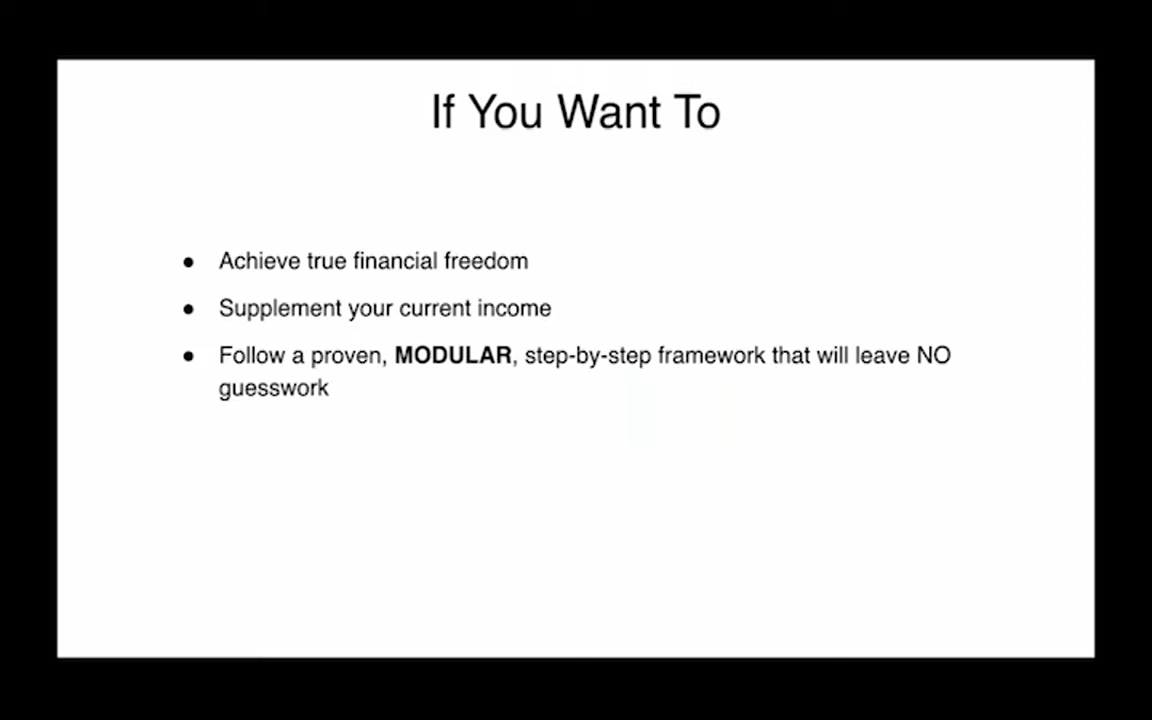 If You Want To
● Achieve true financial freedom
● Supplement your current income
● Follow a proven, MODULAR, step-by-step framework that will leave NO
guesswork